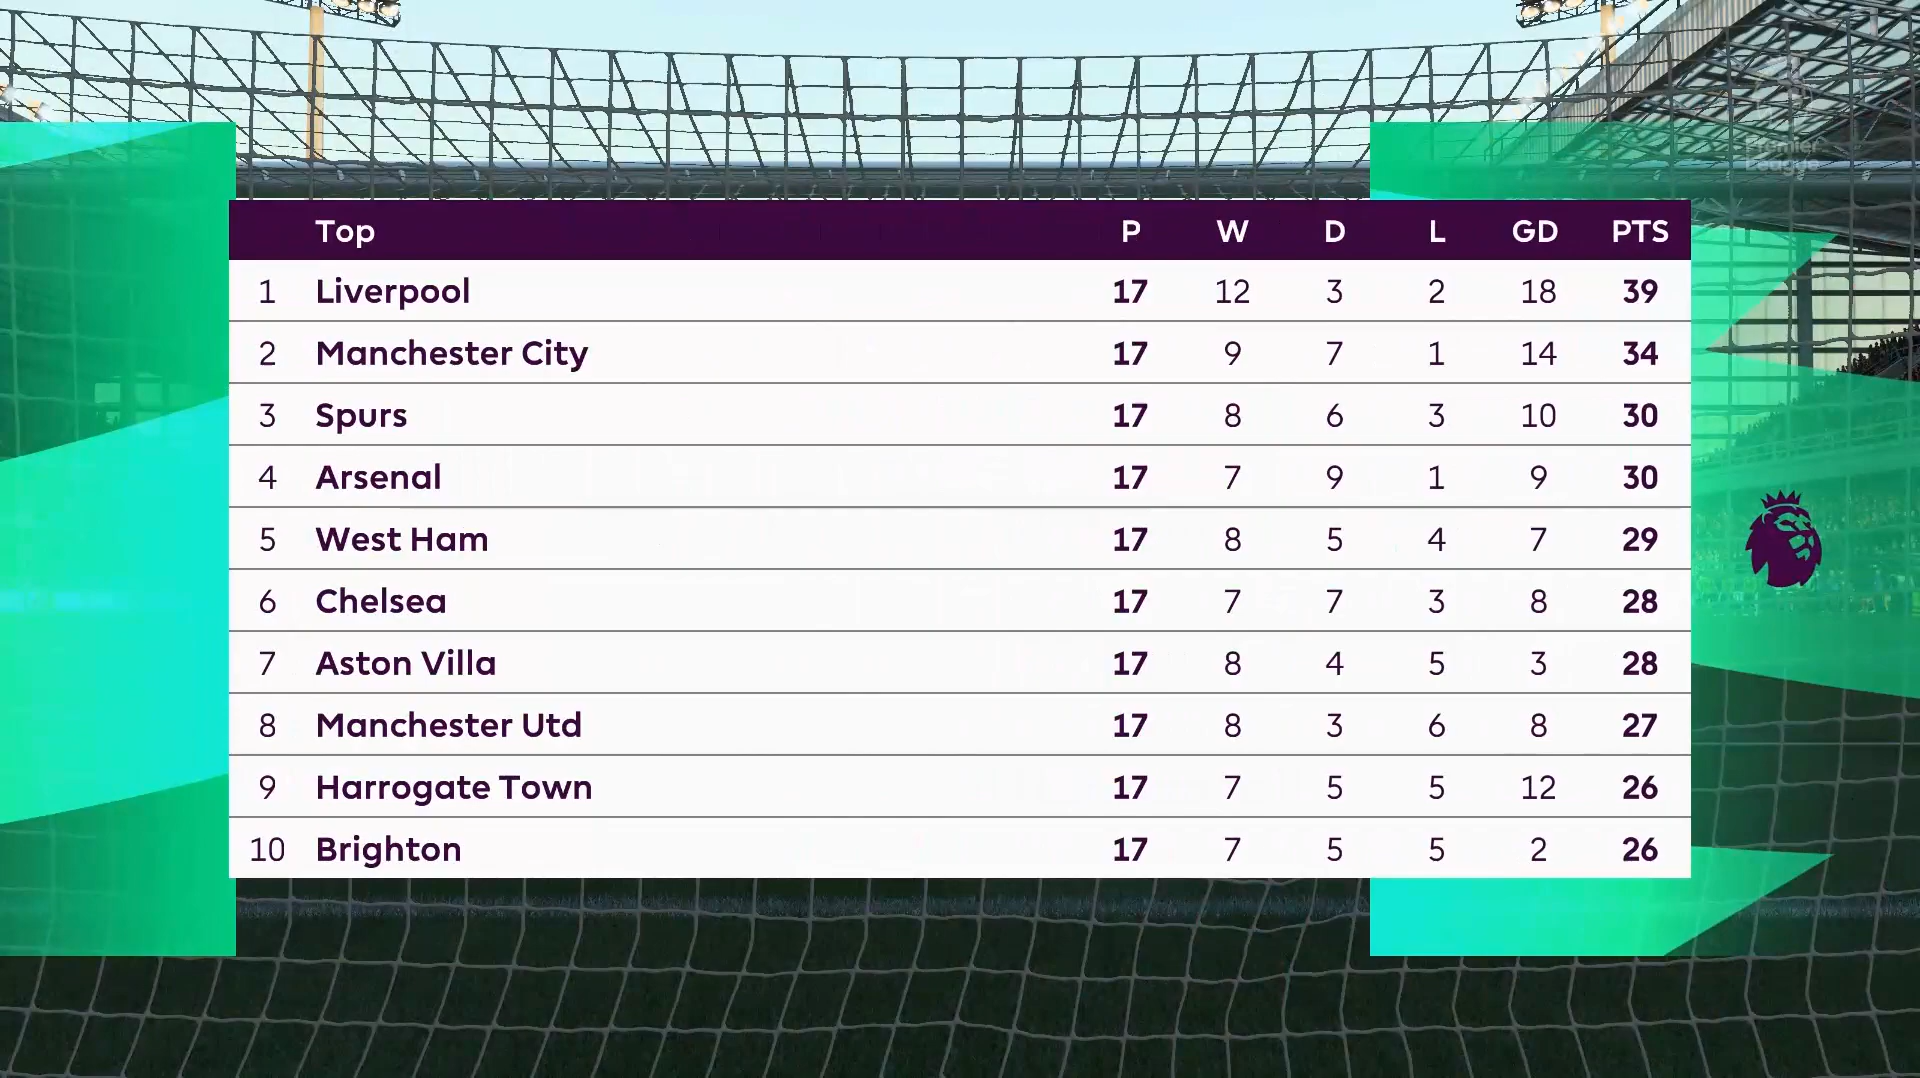 Premier
League
Top P W D L GD PTS
1 Liverpool 17 12 3 2 18 39
2 Manchester City 17 9 7 1 14 34
3 Spurs 17 8 6 3 10 30
4 Arsenal 17 7 9 1 9 30
5 West Ham 17 8 5 4 7 29
6 Chelsea 17 7 7 3 8 28
7 Aston Villa 17 8 4 5 3 28
8 Manchester Utd 17 8 3 6 8 27
9 Harrogate Town 17 7 5 5 12 26
10 Brighton 17 7 5 5 2 26